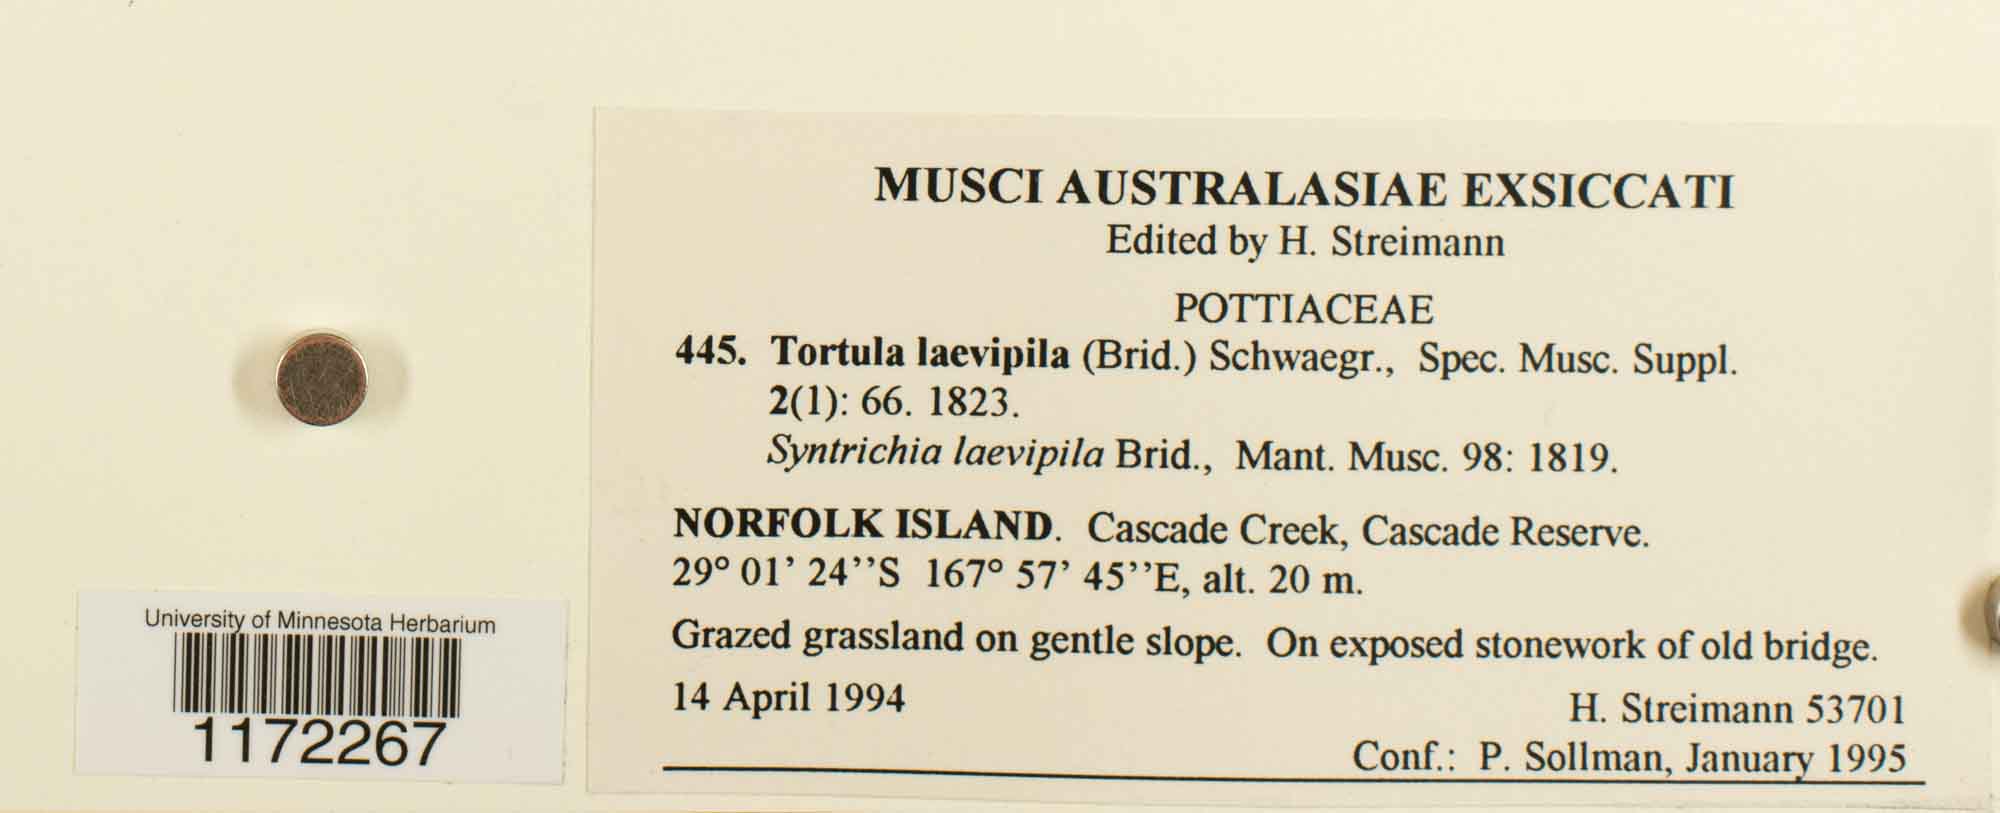 MUSCI AUSTRALASIAE EXSICCATI
Edited by H. Streimann
POTTIACEAE
445. Tortula laevipila (Brid.) Schwaegr., Spec. Musc. Suppl.
2(1): 66. 1823.
Syntrichia laevipila Brid., Mant. Musc. 98: 1819.
NORFOLK ISLAND. Cascade Creek, Cascade Reserve.
29° 01’ 24’’S 167° 57’ 45’’E, alt. 20 m.
Grazed grassland on gentle slope. On exposed stonework of old bridge.
14 April 1994
H. Streimann 53701
Conf.: P. Sollman, January 1995
University of Minnesota Herbarium
1172267